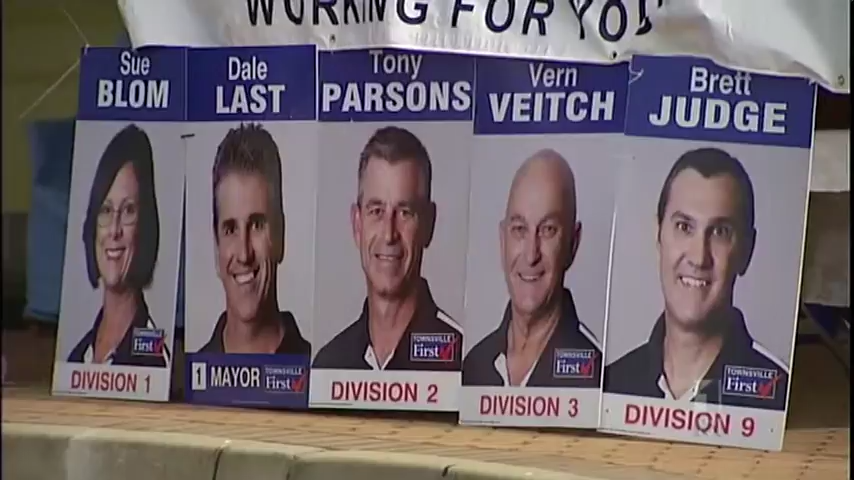 WORKING FOR YOU
Sue
BLOM
TOWNSVILLE
First
DIVISION 1
Dale
LAST
1 MAYOR
TOWNSVILLE
First
Tony
PARSONS
TOWNSVILLE
First
DIVISION 2
Vern
VEITCH
TOWNSVILLE
First
DIVISION 3
Brett
JUDGE
TOWNSVILLE
First
DIVISION 9